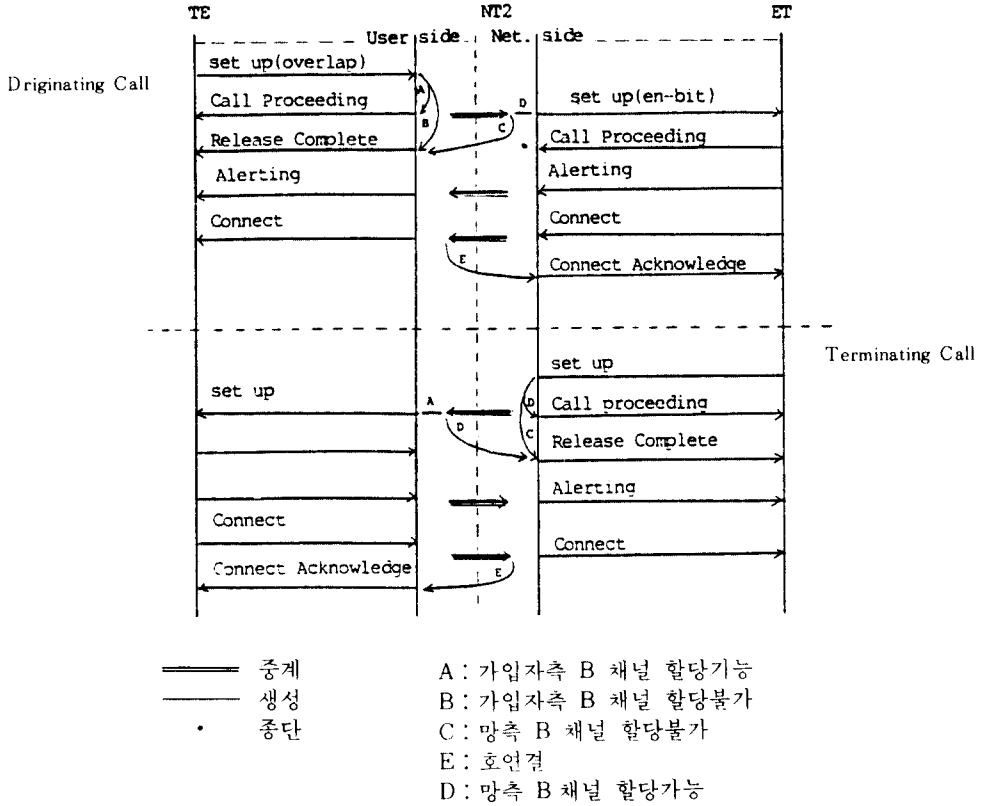 TE NT2 ET
User side Net. side
Driginating Call
set up(overlap)
A
D
set up(en-bit)
Call Proceeding
B
C
Release Complete
Call Proceeding
Alerting
Alerting
Connect
Connect
E
Connect Acknowledge
Terminating Call
set up
set up
A
D
Call proceeding
D
C
Release Complete
Alerting
Connect
Connect
Connect Acknowledge
E
중계
생성
종단
A : 가입자측 B 채널 할당기능
B : 가입자측 B 채널 할당불가
C : 망측 B 채널 할당불가
E : 호연결
D : 망측 B 채널 할당가능